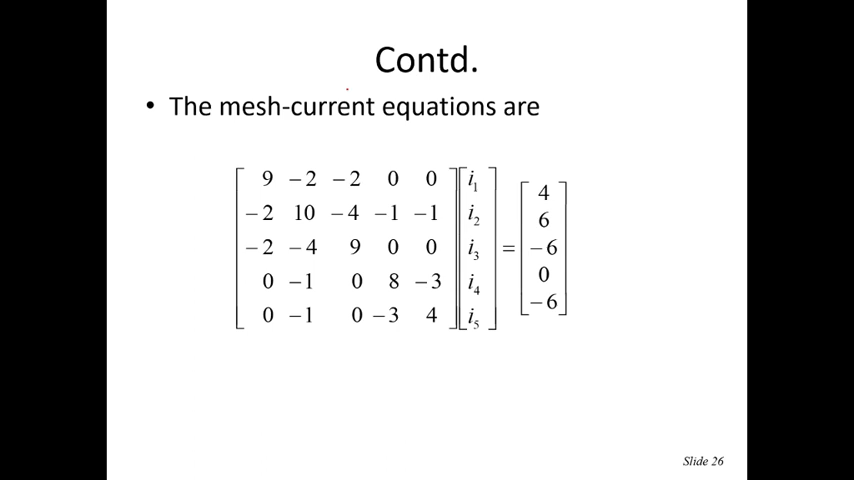 Contd.
• The mesh-current equations are
9 −2 −2 0 0 i₁ 4
−2 10 −4 −1 −1 i₂ 6
−2 −4 9 0 0 i₃ = −6
0 −1 0 8 −3 i₄ 0
0 −1 0 −3 4 i₅ −6
Slide 26